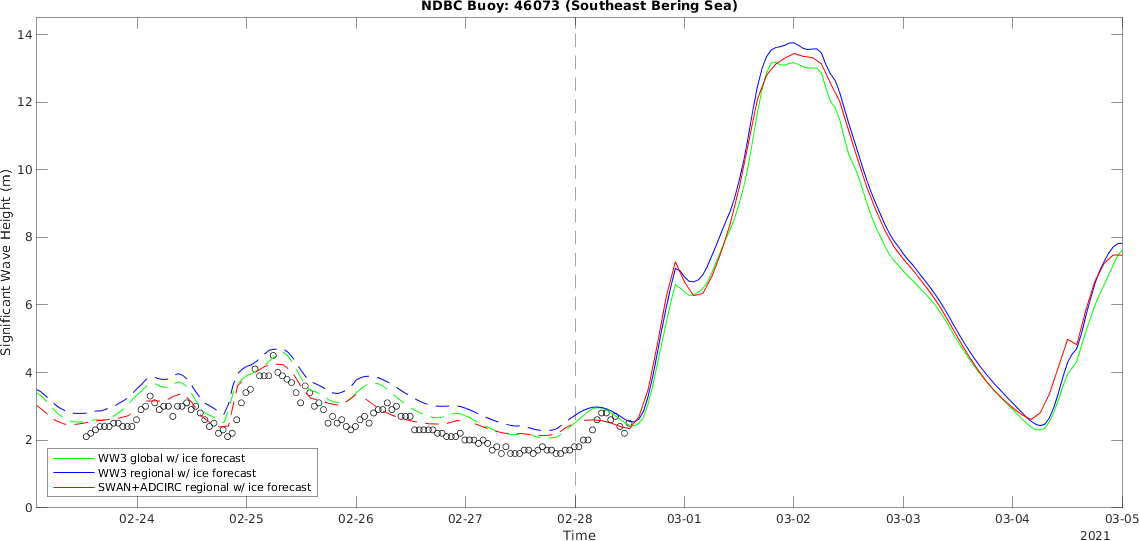 NDBC Buoy: 46073 (Southeast Bering Sea)
Significant Wave Height (m)
14
12
10
8
6
4
2
0
WW3 global w/ ice forecast
WW3 regional w/ ice forecast
SWAN+ADCIRC regional w/ ice forecast
02-24 02-25 02-26 02-27 02-28 03-01 03-02 03-03 03-04 03-05
Time
2021